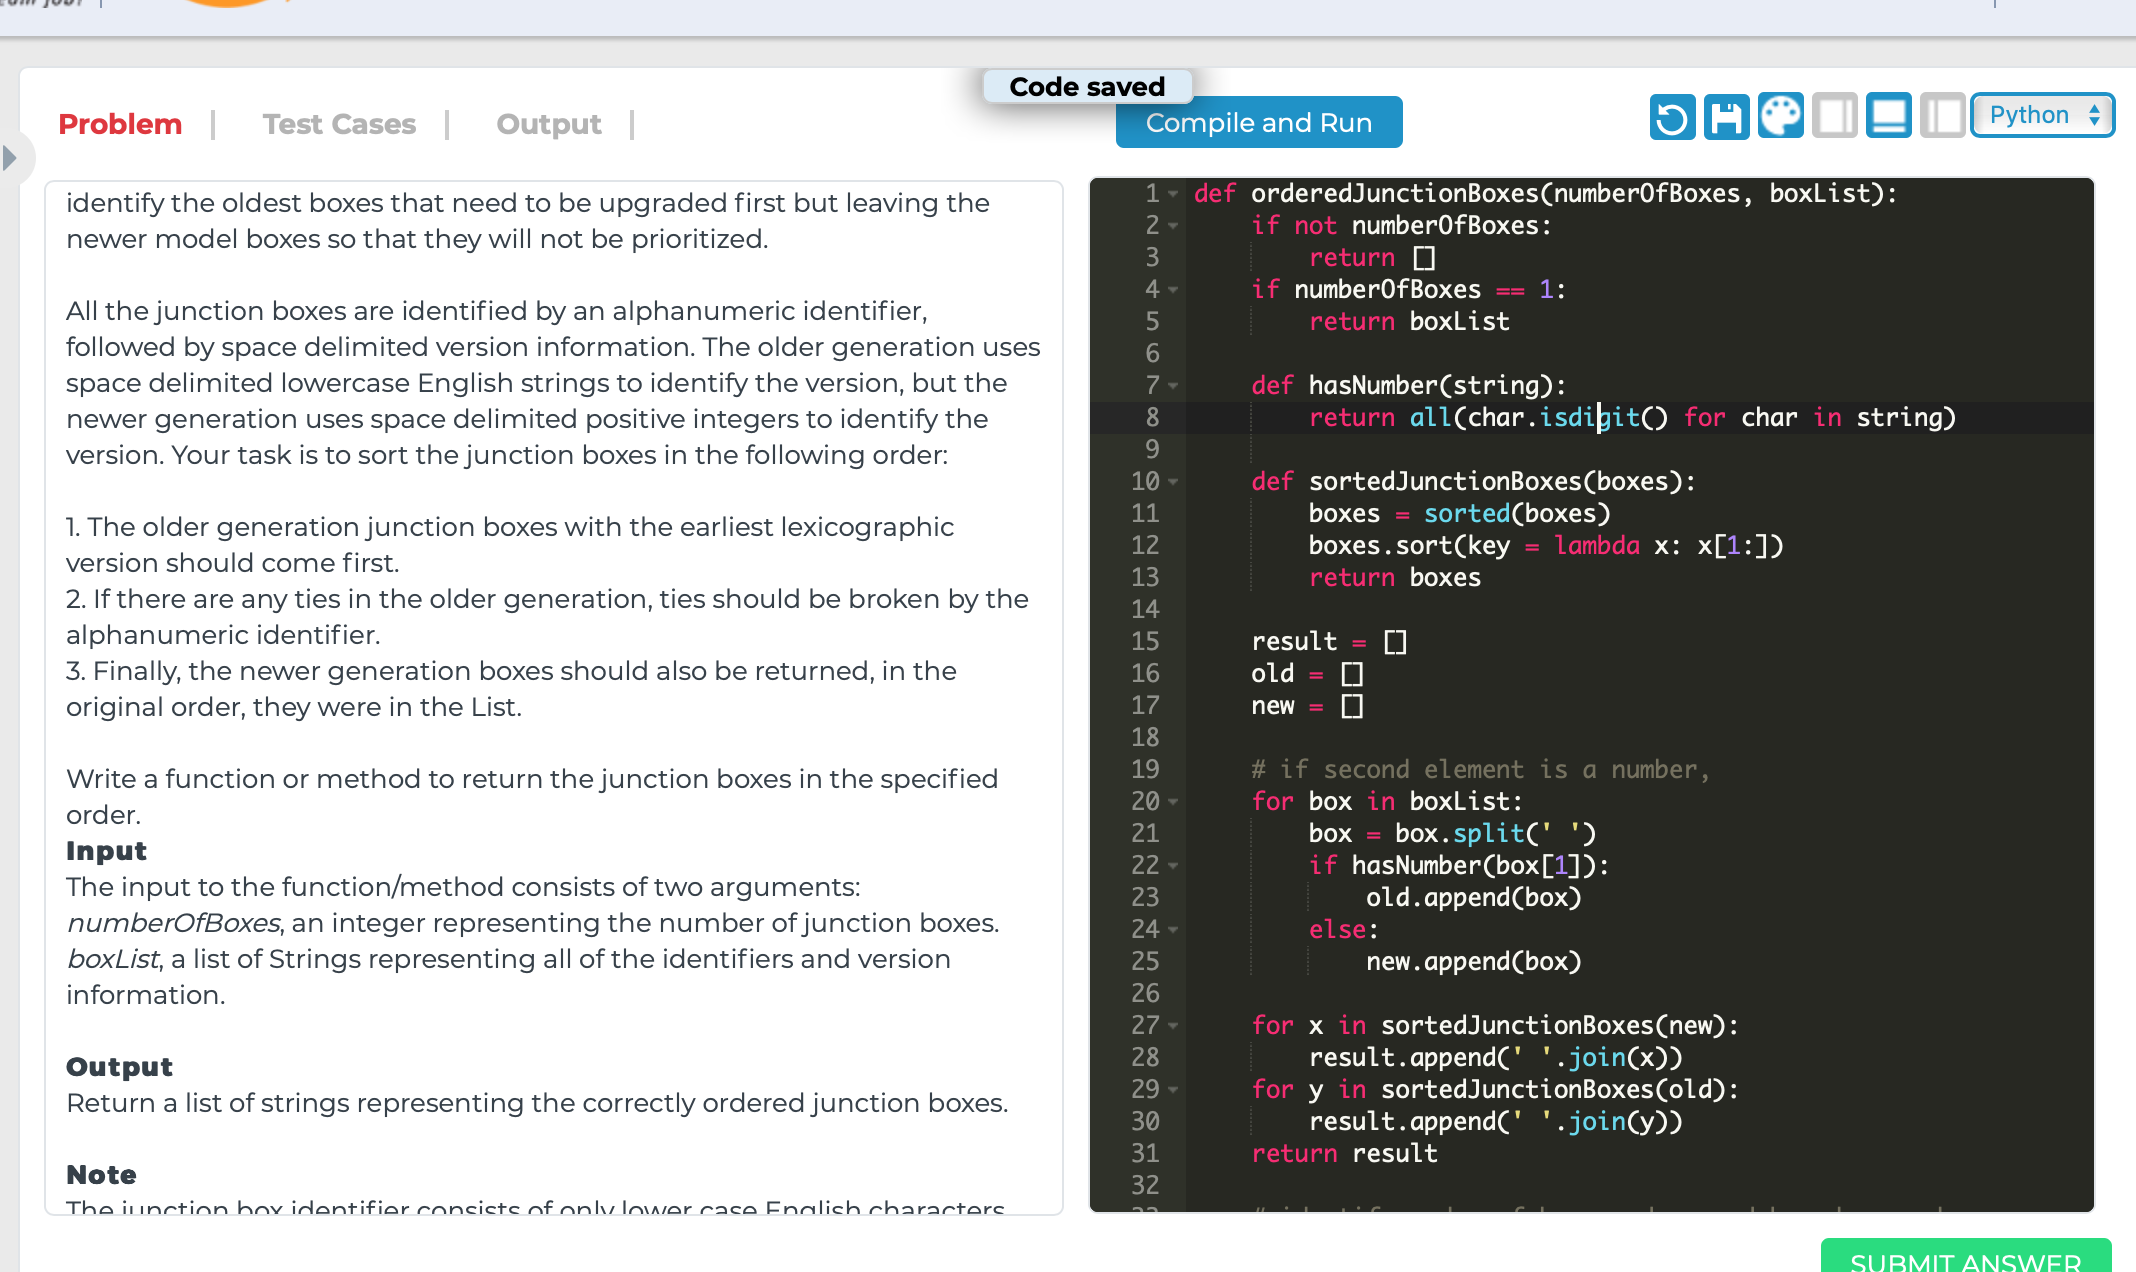 Code saved
Problem | Test Cases | Output |
Compile and Run
Python
identify the oldest boxes that need to be upgraded first but leaving the
newer model boxes so that they will not be prioritized.
All the junction boxes are identified by an alphanumeric identifier,
followed by space delimited version information. The older generation uses
space delimited lowercase English strings to identify the version, but the
newer generation uses space delimited positive integers to identify the
version. Your task is to sort the junction boxes in the following order:
1. The older generation junction boxes with the earliest lexicographic
version should come first.
2. If there are any ties in the older generation, ties should be broken by the
alphanumeric identifier.
3. Finally, the newer generation boxes should also be returned, in the
original order, they were in the List.
Write a function or method to return the junction boxes in the specified
order.
Input
The input to the function/method consists of two arguments:
numberOfBoxes, an integer representing the number of junction boxes.
boxList, a list of Strings representing all of the identifiers and version
information.
Output
Return a list of strings representing the correctly ordered junction boxes.
Note
The junction box identifier consists of only lower case English characters
1 def orderedJunctionBoxes(numberOfBoxes, boxList):
2     if not numberOfBoxes:
3         return []
4     if numberOfBoxes == 1:
5         return boxList
6
7     def hasNumber(string):
8         return all(char.isdigit() for char in string)
9
10     def sortedJunctionBoxes(boxes):
11         boxes = sorted(boxes)
12         boxes.sort(key = lambda x: x[1:])
13         return boxes
14
15     result = []
16     old = []
17     new = []
18
19     # if second element is a number,
20     for box in boxList:
21         box = box.split(' ')
22         if hasNumber(box[1]):
23             old.append(box)
24         else:
25             new.append(box)
26
27     for x in sortedJunctionBoxes(new):
28         result.append(' '.join(x))
29     for y in sortedJunctionBoxes(old):
30         result.append(' '.join(y))
31     return result
32
SUBMIT ANSWER